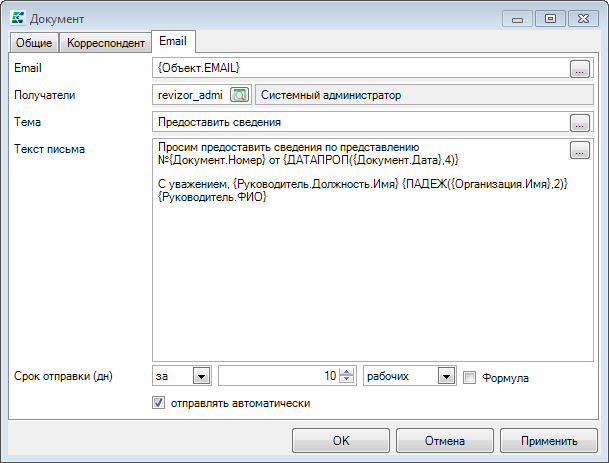 Документ
Общие Корреспондент Email
Email {Объект.EMAIL} ...
Получатели revizor_admi Системный администратор
Тема Предоставить сведения ...
Текст письма Просим предоставить сведения по представлению ...
№{Документ.Номер} от {ДАТАПРОП({Документ.Дата},4)}
С уважением, {Руководитель.Должность.Имя} {ПАДЕЖ({Организация.Имя},2)}
{Руководитель.ФИО}
Срок отправки (дн) за 10 рабочих Формула
отправлять автоматически
OK Отмена Применить